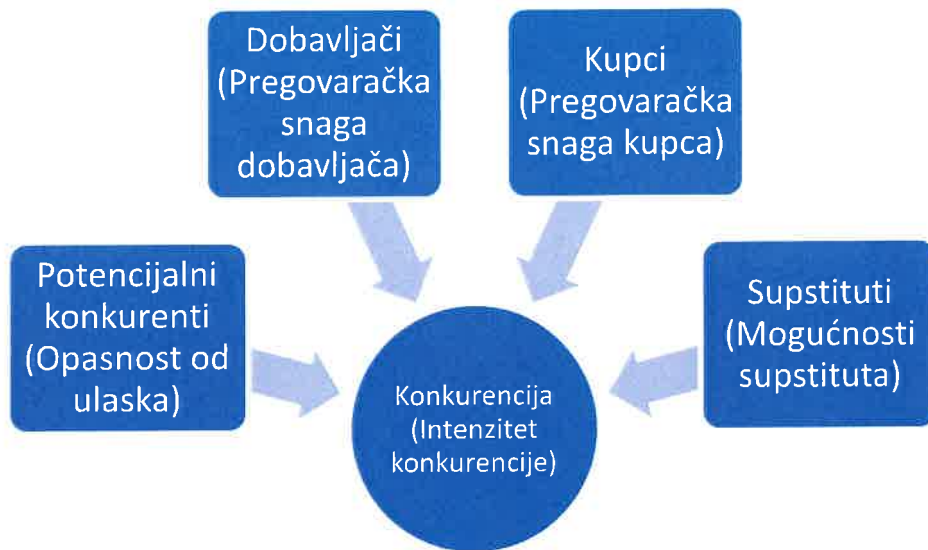 Dobavljači
(Pregovaračka
snaga
dobavljača)
Kupci
(Pregovaračka
snaga kupca)
Potencijalni
konkurenti
(Opasnost od
ulaska)
Supstituti
(Mogućnosti
supstituta)
Konkurencija
(Intenzitet
konkurencije)